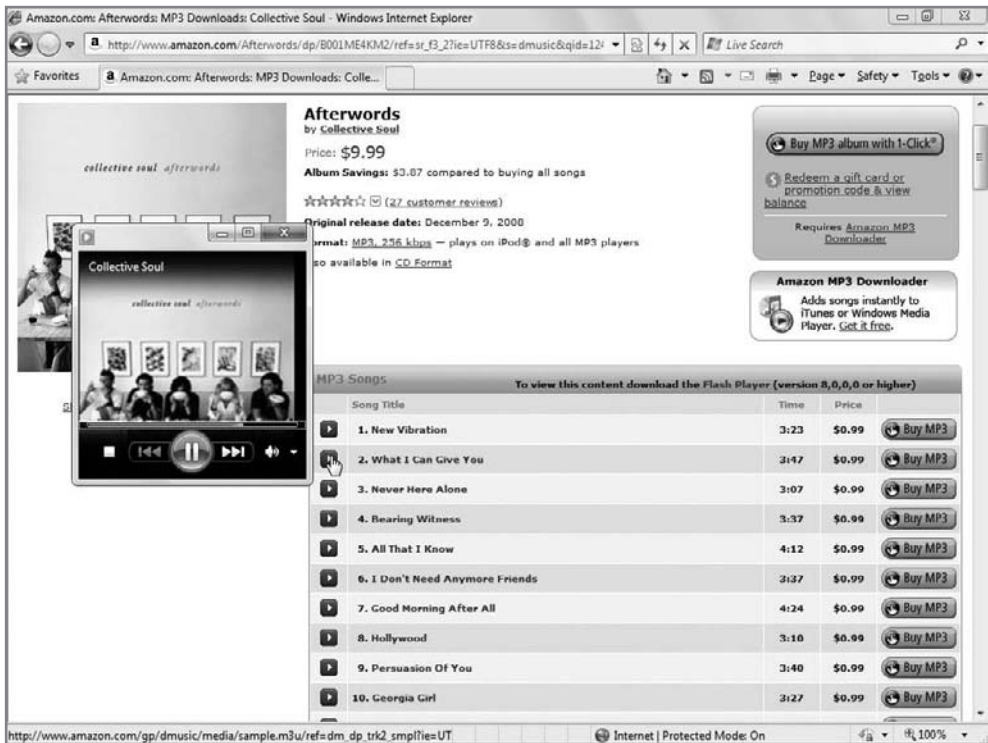 Amazon.com: Afterwords: MP3 Downloads: Collective Soul - Windows Internet Explorer
a http://www.amazon.com/Afterwords/dp/B001ME4KM2/ref=sr_f3_2?ie=UTF8&s=dmusic&qid=12
Live Search
Favorites
a Amazon.com: Afterwords: MP3 Downloads: Colle...
Page Safety Tools
collective soul afterwords
Afterwords
by Collective Soul
Price: $9.99
Album Savings: $3.87 compared to buying all songs
(27 customer reviews)
Original release date: December 9, 2008
ormat: MP3, 256 kbps — plays on iPod® and all MP3 players
so available in CD Format
Buy MP3 album with 1-Click®
Redeem a gift card or
promotion code & view
balance
Requires Amazon MP3
Downloader
Amazon MP3 Downloader
Adds songs instantly to
iTunes or Windows Media
Player. Get it free.
Collective Soul
collective soul afterwords
MP3 Songs To view this content download the Flash Player (version 8,0,0,0 or higher)
Song Title Time Price
1. New Vibration 3:23 $0.99 Buy MP3
2. What I Can Give You 3:47 $0.99 Buy MP3
3. Never Here Alone 3:07 $0.99 Buy MP3
4. Bearing Witness 3:37 $0.99 Buy MP3
5. All That I Know 4:12 $0.99 Buy MP3
6. I Don't Need Anymore Friends 3:37 $0.99 Buy MP3
7. Good Morning After All 4:24 $0.99 Buy MP3
8. Hollywood 3:10 $0.99 Buy MP3
9. Persuasion Of You 3:40 $0.99 Buy MP3
10. Georgia Girl 3:27 $0.99 Buy MP3
http://www.amazon.com/gp/dmusic/media/sample.m3u/ref=dm_dp_trk2_smpl?ie=UT
Internet | Protected Mode: On
100%